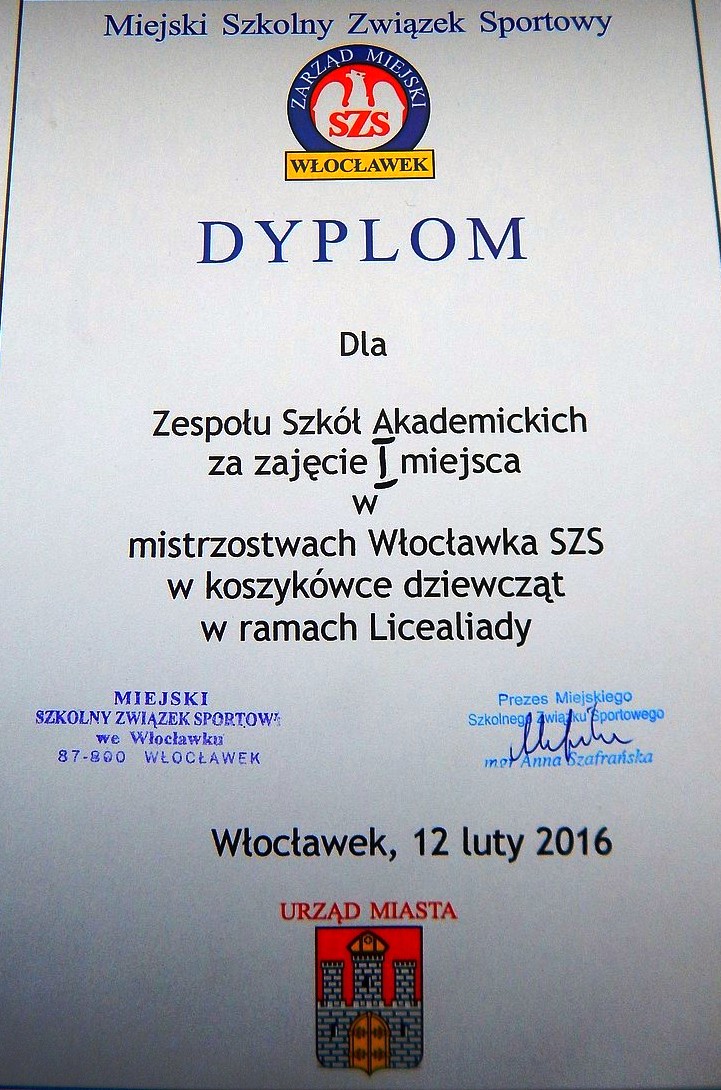 Miejski Szkolny Związek Sportowy
ZARZĄD MIEJSKI
SZS
WŁOCŁAWEK
DYPLOM
Dla
Zespołu Szkół Akademickich
za zajęcie I miejsca
w
mistrzostwach Włocławka SZS
w koszykówce dziewcząt
w ramach Licealiady
MIEJSKI
SZKOLNY ZWIĄZEK SPORTOWY
we Włocławku
87-800 WŁOCŁAWEK
Prezes Miejskiego
Szkolnego Związku Sportowego
mgr Anna Szafrańska
Włocławek, 12 luty 2016
URZĄD MIASTA